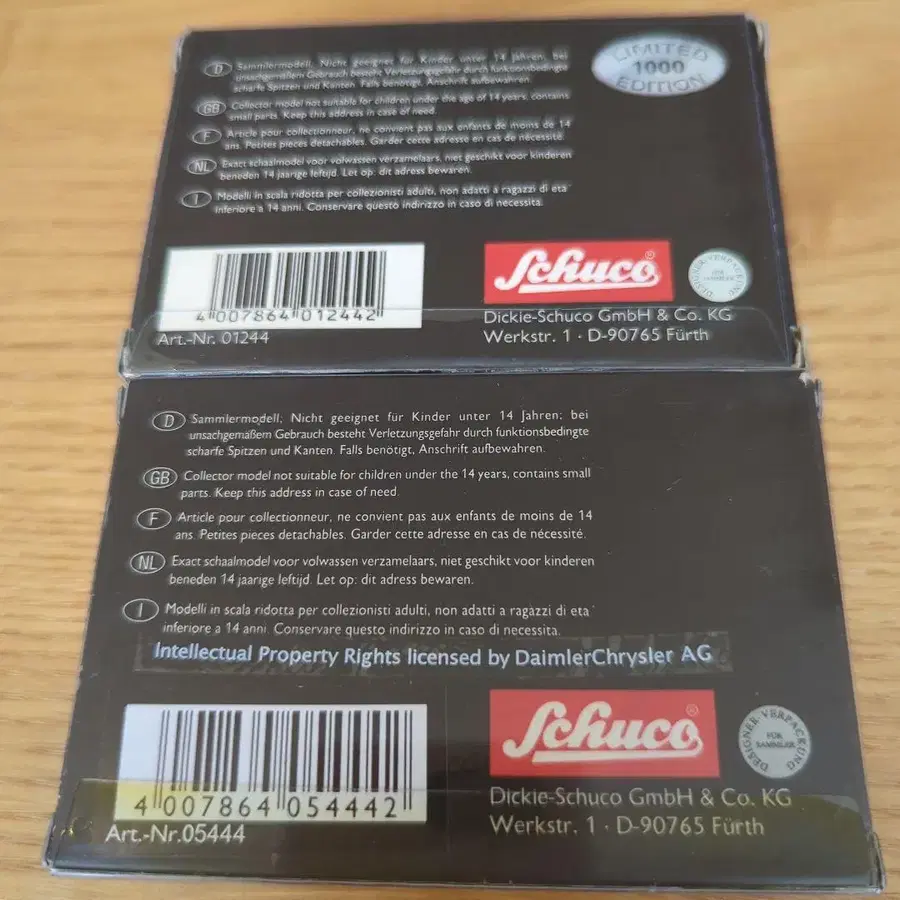 D Sammlermodell. Nicht geeignet für Kinder unter 14 Jahren; bei
unsachgemäßem Gebrauch besteht Verletzungsgefahr durch funktionsbedingte
scharfe Spitzen und Kanten. Falls benötigt, Anschrift aufbewahren.
GB Collector model not suitable for children under the age of 14 years, contains
small parts. Keep this address in case of need.
F Article pour collectionneur, ne convient pas aux enfants de moins de 14
ans. Petites pieces detachables. Garder cette adresse en cas de nécessité.
NL Exact schaalmodel voor volwassen verzamelaars, niet geschikt voor kinderen
beneden 14 jaarige leftijd. Let op: dit adress bewaren.
I Modelli in scala ridotta per collezionisti adulti, non adatti a ragazzi di eta`
inferiore a 14 anni. Conservare questo indirizzo in caso di necessita.
LIMITED
1000
EDITION
4 007864 012442
Art.-Nr. 01244
Schuco®
DESIGNER VERPACKUNG
FÜR
SAMMLER
Dickie-Schuco GmbH & Co. KG
Werkstr. 1 · D-90765 Fürth
D Sammlermodell. Nicht geeignet für Kinder unter 14 Jahren; bei
unsachgemäßem Gebrauch besteht Verletzungsgefahr durch funktionsbedingte
scharfe Spitzen und Kanten. Falls benötigt, Anschrift aufbewahren.
GB Collector model not suitable for children under the 14 years, contains small
parts. Keep this address in case of need.
F Article pour collectionneur, ne convient pas aux enfants de moins de 14
ans. Petites pieces detachables. Garder cette adresse en cas de nécessité.
NL Exact schaalmodel voor volwassen verzamelaars, niet geschikt voor kinderen
beneden 14 jaarige leftijd. Let op: dit adress bewaren.
I Modelli in scala ridotta per collezionisti adulti, non adatti a ragazzi di eta`
inferiore a 14 anni. Conservare questo indirizzo in caso di necessita.
Intellectual Property Rights licensed by DaimlerChrysler AG
4 007864 054442
Art.-Nr.05444
Schuco®
DESIGNER VERPACKUNG
FÜR
SAMMLER
Dickie-Schuco GmbH & Co. KG
Werkstr. 1 · D-90765 Fürth